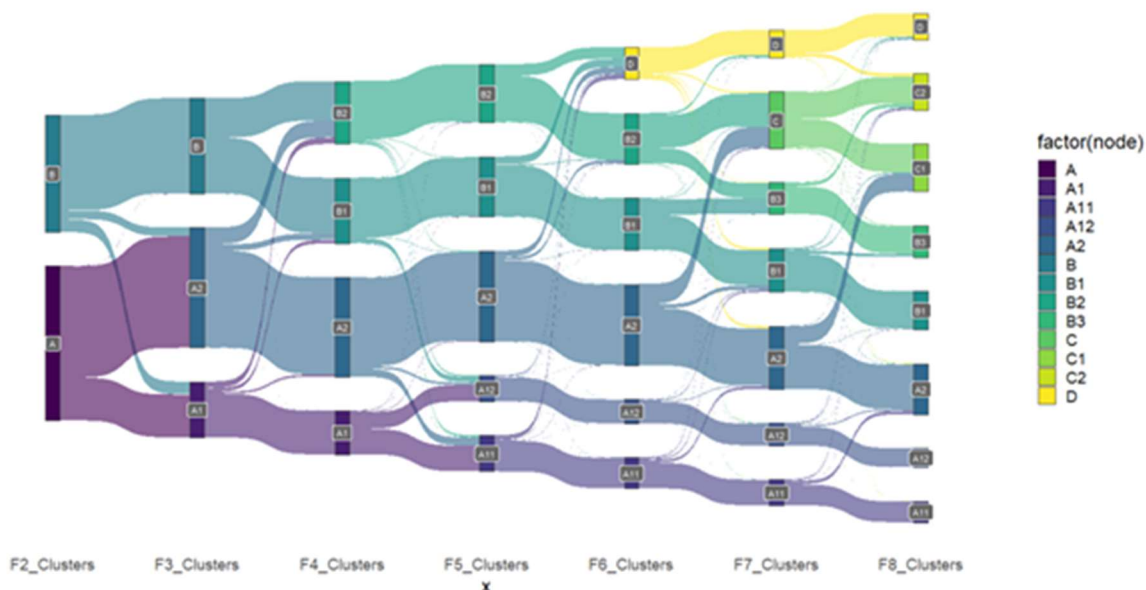 D
C2
C1
B3
B1
A2
A12
A11
D
C
B3
B1
A2
A12
A11
D
B2
B1
A2
A12
A11
B2
B1
A2
A12
A11
B2
B1
A2
A1
B
A2
A1
B
A
F2_Clusters F3_Clusters F4_Clusters F5_Clusters F6_Clusters F7_Clusters F8_Clusters
x
factor(node)
A
A1
A11
A12
A2
B
B1
B2
B3
C
C1
C2
D